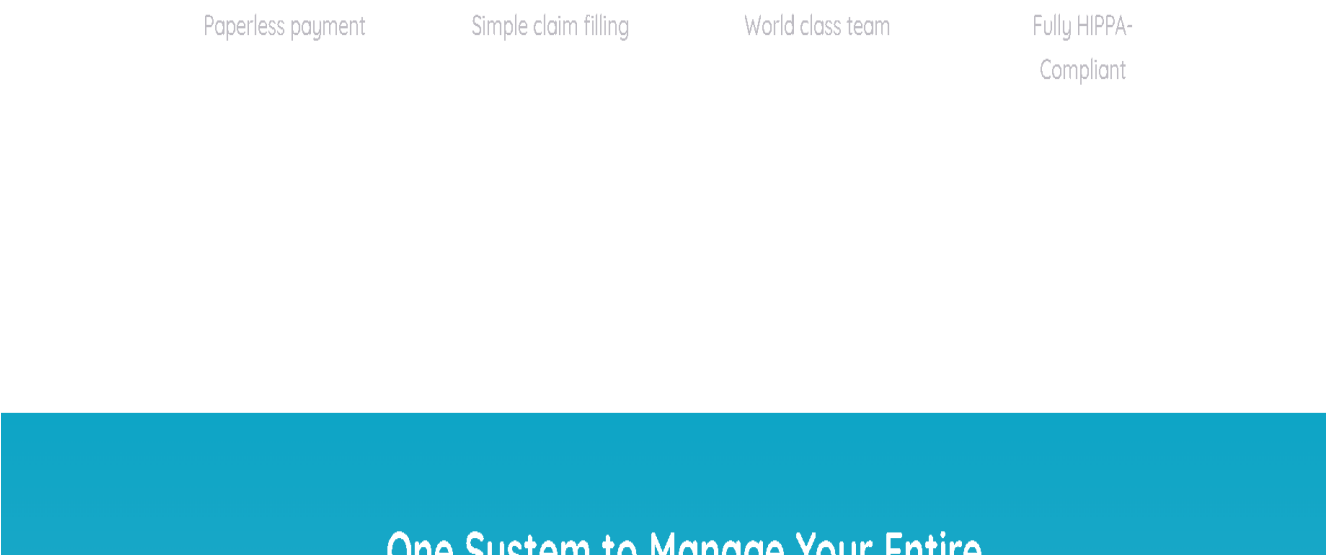 Paperless payment
Simple claim filling
World class team
Fully HIPPA-
Compliant
One System to Manage Your Entire